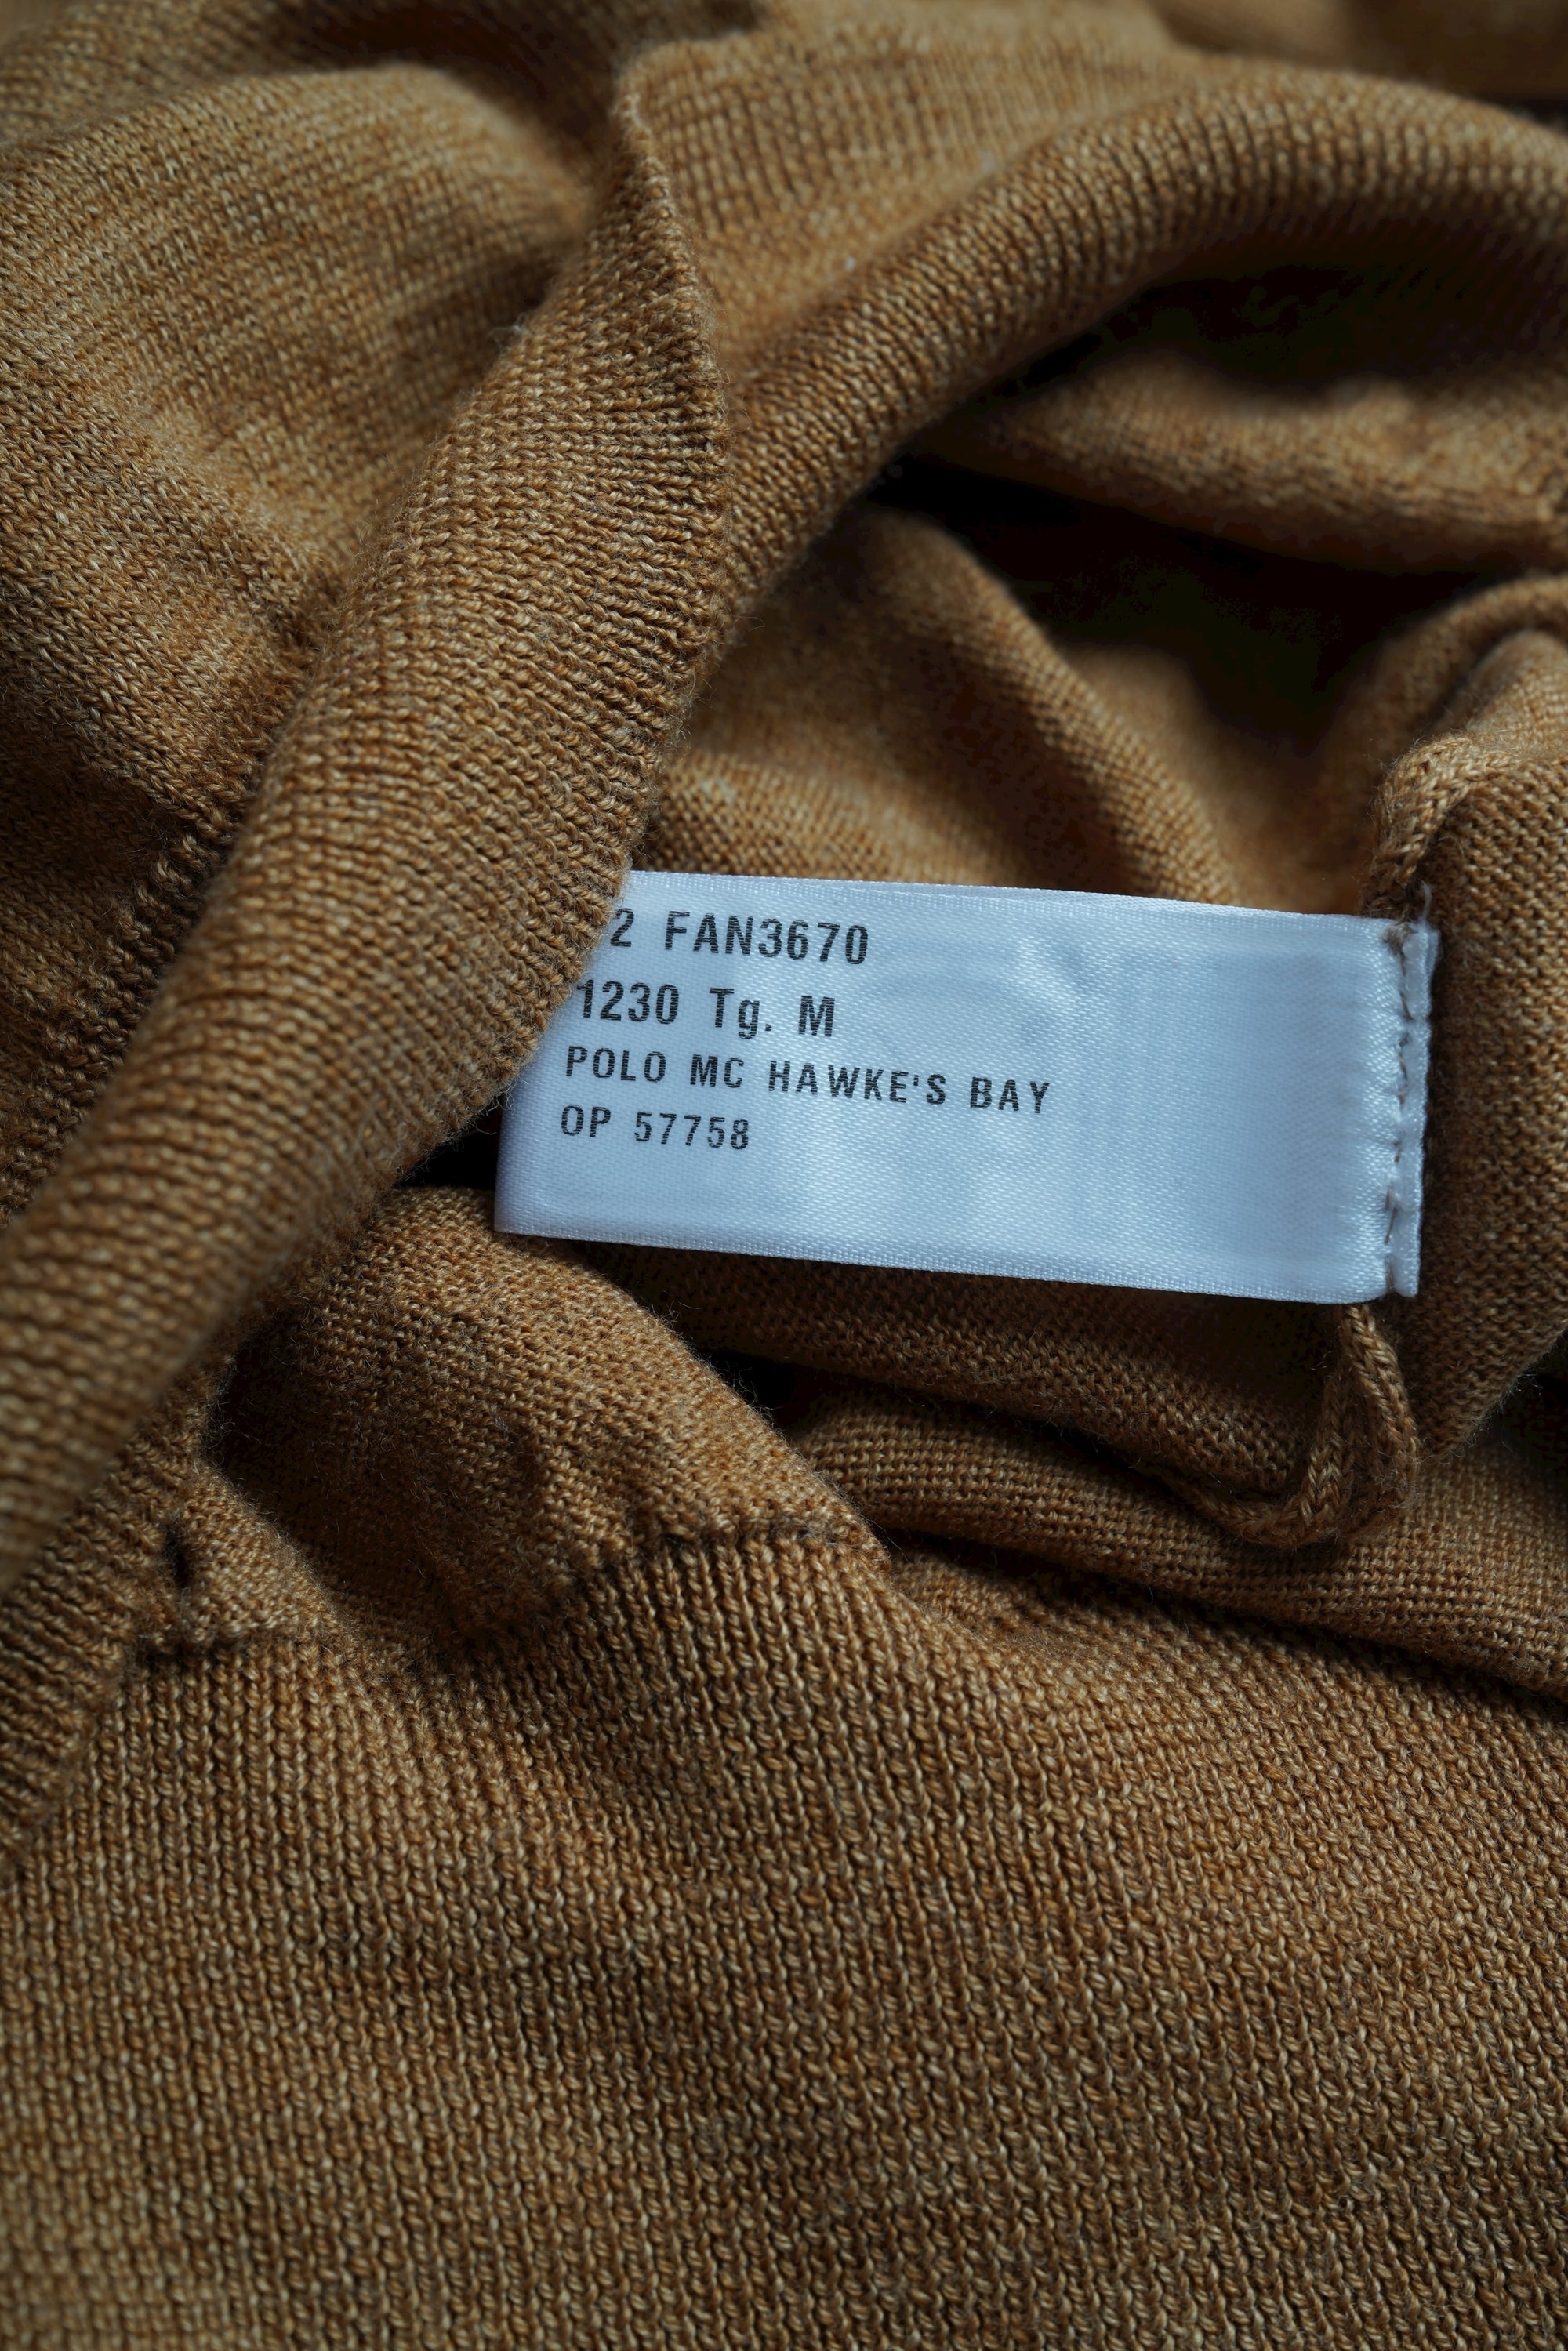 2 FAN3670
1230 Tg. M
POLO MC HAWKE'S BAY
OP 57758